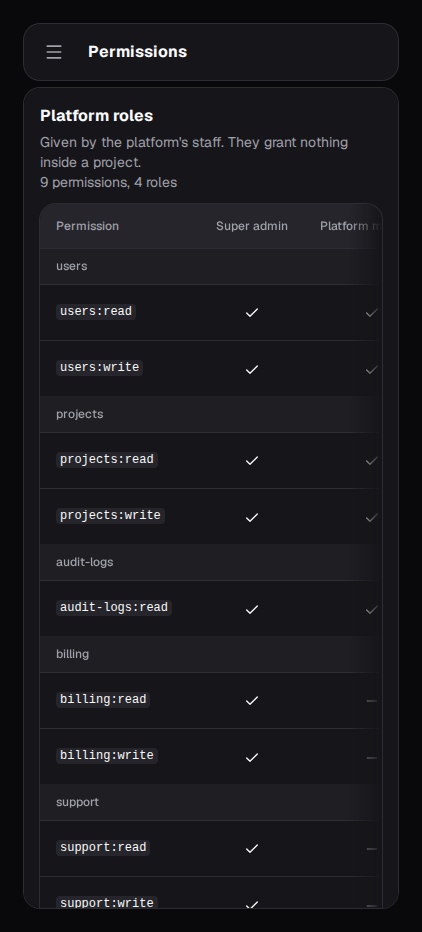 Permissions
Platform roles
Given by the platform's staff. They grant nothing
inside a project.
9 permissions, 4 roles
Permission Super admin Platform
users
users:read
users:write
projects
projects:read
projects:write
audit-logs
audit-logs:read
billing
billing:read
billing:write
support
support:read
support:write